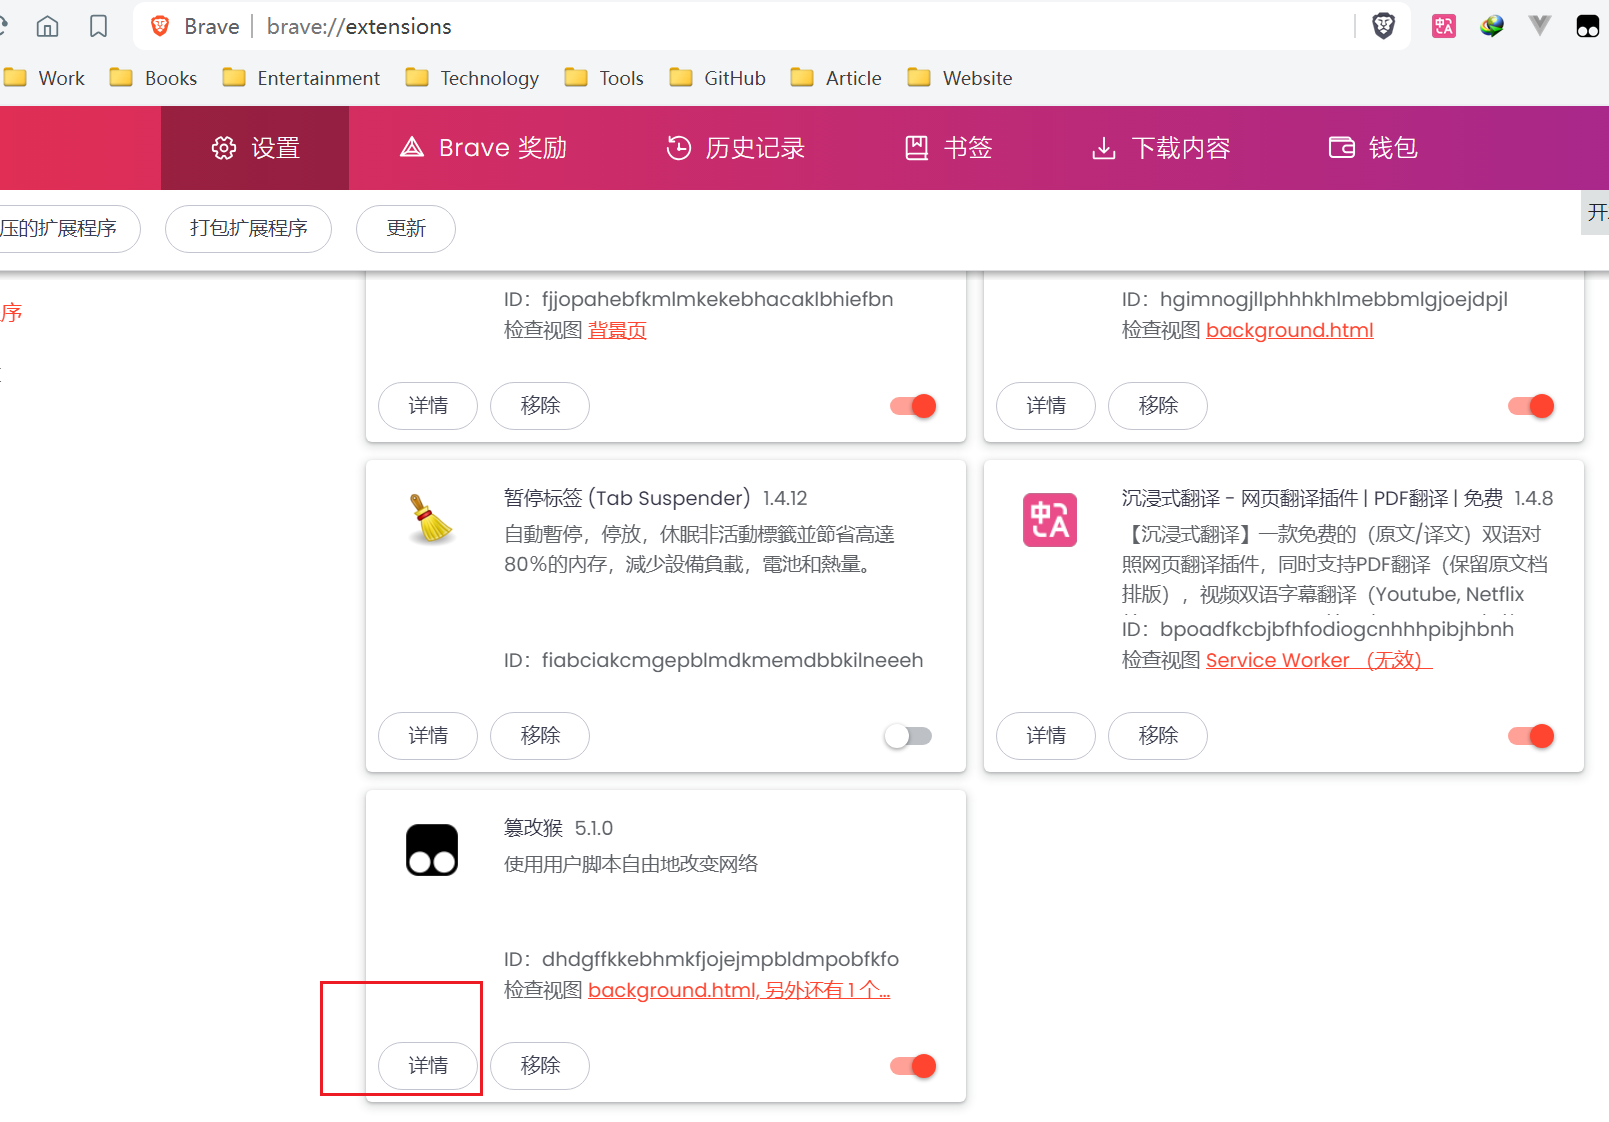 Brave | brave://extensions
Work Books Entertainment Technology Tools GitHub Article Website
设置 Brave 奖励 历史记录 书签 下载内容 钱包
压的扩展程序 打包扩展程序 更新 开
序
ID：fjjopahebfkmlmkekebhacaklbhiefbn
检查视图 背景页
详情 移除
ID：hgimnogjllphhhkhlmebbmlgjoejdpjl
检查视图 background.html
详情 移除
暂停标签 (Tab Suspender) 1.4.12
自動暫停，停放，休眠非活動標籤並節省高達
80％的內存，減少設備負載，電池和熱量。
ID：fiabciakcmgepblmdkmemdbbkilneeeh
详情 移除
沉浸式翻译 - 网页翻译插件 | PDF翻译 | 免费 1.4.8
【沉浸式翻译】一款免费的（原文/译文）双语对
照网页翻译插件，同时支持PDF翻译（保留原文档
排版），视频双语字幕翻译（Youtube, Netflix
ID：bpoadfkcbjbfhfodiogcnhhhpibjhbnh
检查视图 Service Worker （无效）
详情 移除
篡改猴 5.1.0
使用用户脚本自由地改变网络
ID：dhdgffkkebhmkfjojejmpbldmpobfkfo
检查视图 background.html, 另外还有 1 个...
详情 移除